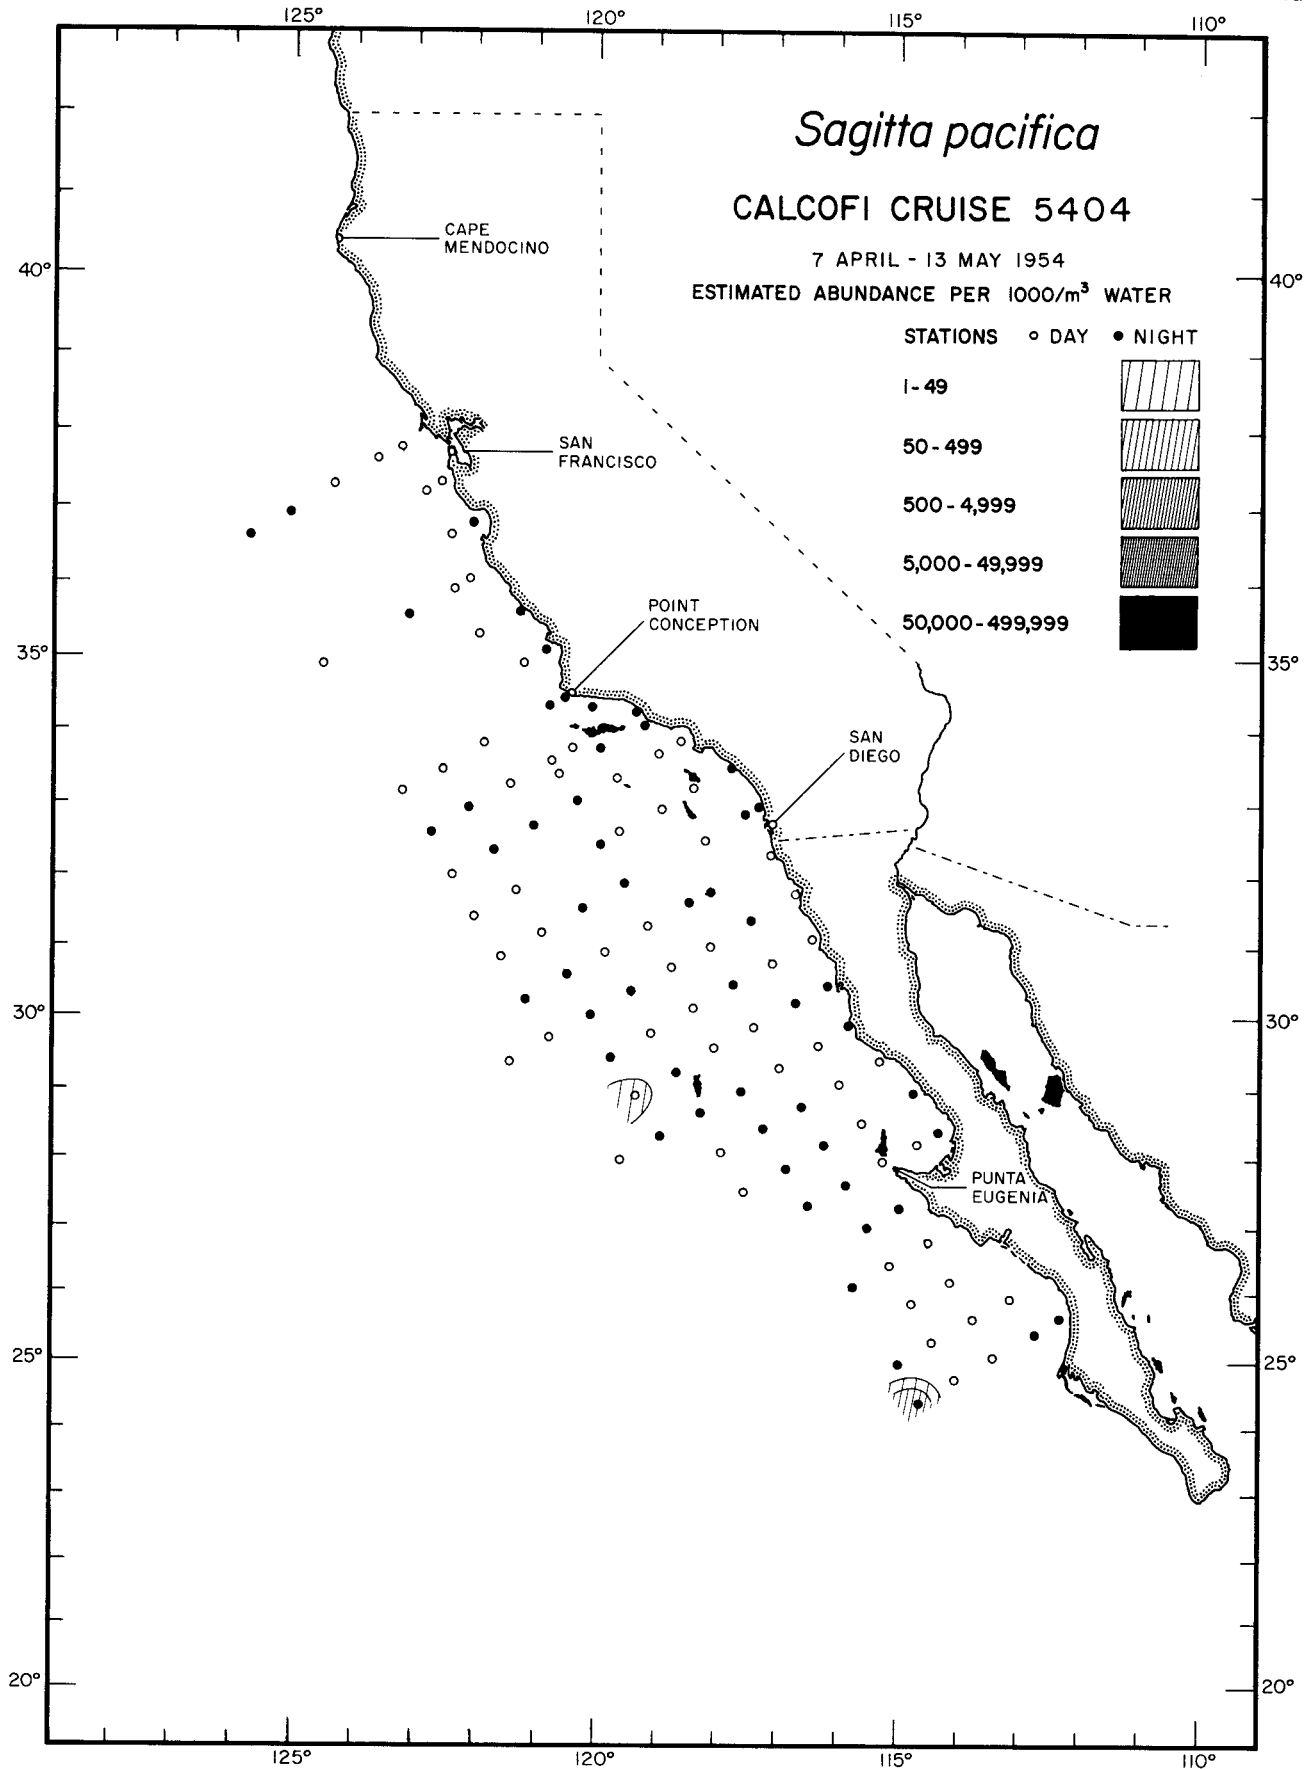 125° 120° 115° 110°
Sagitta pacifica
CALCOFI CRUISE 5404
7 APRIL - 13 MAY 1954
ESTIMATED ABUNDANCE PER 1000/m³ WATER
STATIONS ○ DAY ● NIGHT
1-49
50-499
500-4,999
5,000-49,999
50,000-499,999
CAPE
MENDOCINO
40° 40°
SAN
FRANCISCO
POINT
CONCEPTION
35° 35°
SAN
DIEGO
30° 30°
PUNTA
EUGENIA
25° 25°
20° 20°
125° 120° 115° 110°